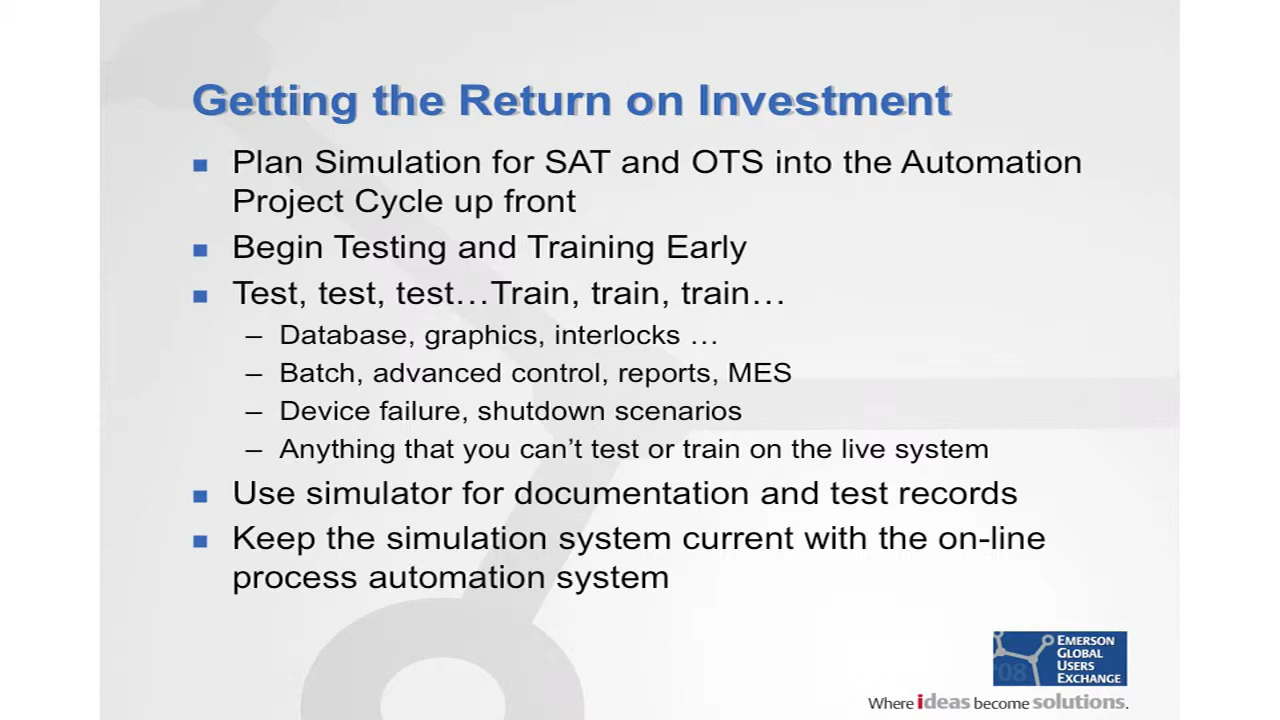 Getting the Return on Investment
■ Plan Simulation for SAT and OTS into the Automation
Project Cycle up front
■ Begin Testing and Training Early
■ Test, test, test…Train, train, train…
– Database, graphics, interlocks …
– Batch, advanced control, reports, MES
– Device failure, shutdown scenarios
– Anything that you can’t test or train on the live system
■ Use simulator for documentation and test records
■ Keep the simulation system current with the on-line
process automation system
EMERSON
GLOBAL
USERS
'08 EXCHANGE
Where ideas become solutions.